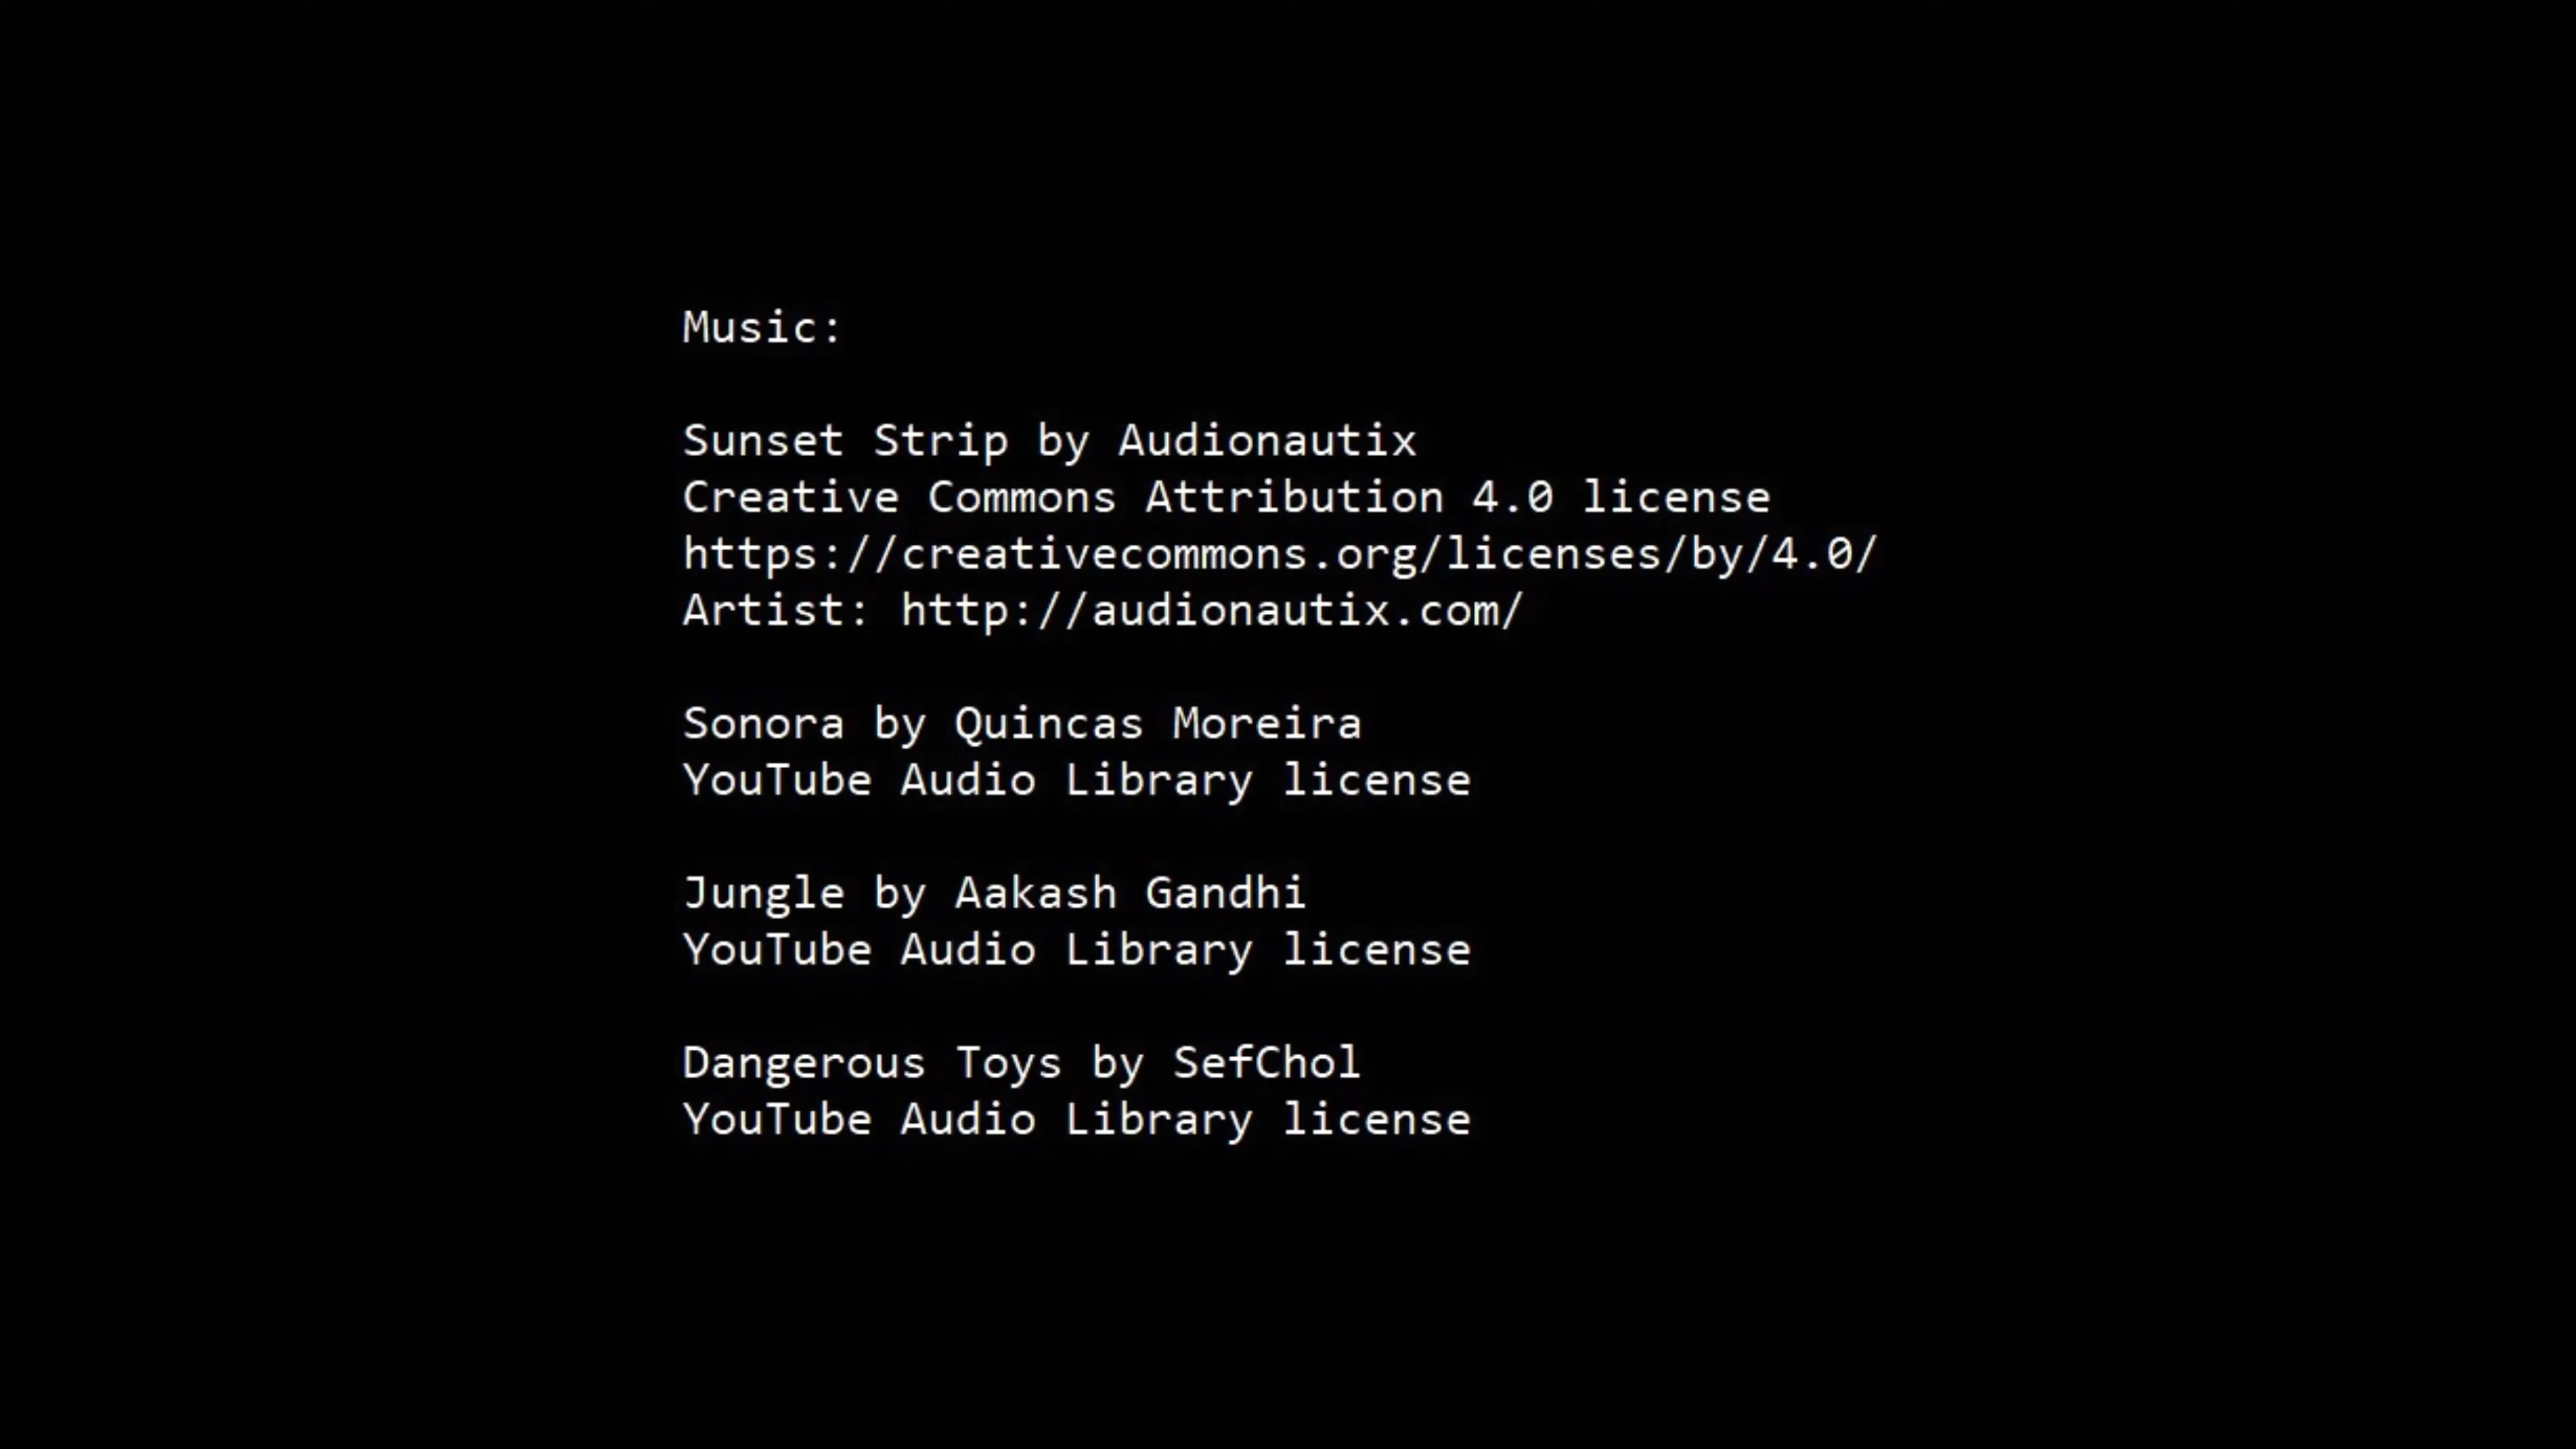 Music:
Sunset Strip by Audionautix
Creative Commons Attribution 4.0 license
https://creativecommons.org/licenses/by/4.0/
Artist: http://audionautix.com/
Sonora by Quincas Moreira
YouTube Audio Library license
Jungle by Aakash Gandhi
YouTube Audio Library license
Dangerous Toys by SefChol
YouTube Audio Library license